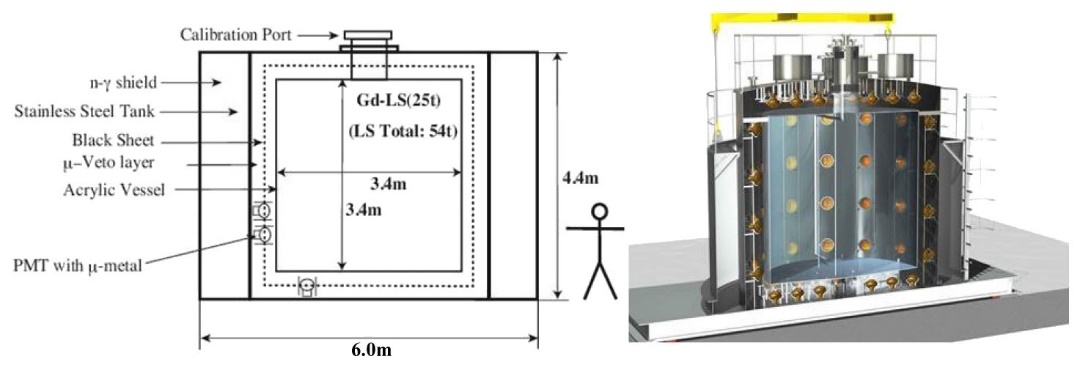 Calibration Port
n-γ shield
Stainless Steel Tank
Black Sheet
μ–Veto layer
Acrylic Vessel
PMT with μ-metal
Gd-LS(25t)
(LS Total: 54t)
3.4m
3.4m
4.4m
6.0m